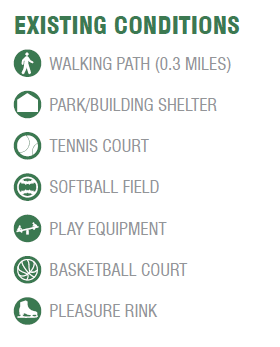 EXISTING CONDITIONS
WALKING PATH (0.3 MILES)
PARK/BUILDING SHELTER
TENNIS COURT
SOFTBALL FIELD
PLAY EQUIPMENT
BASKETBALL COURT
PLEASURE RINK